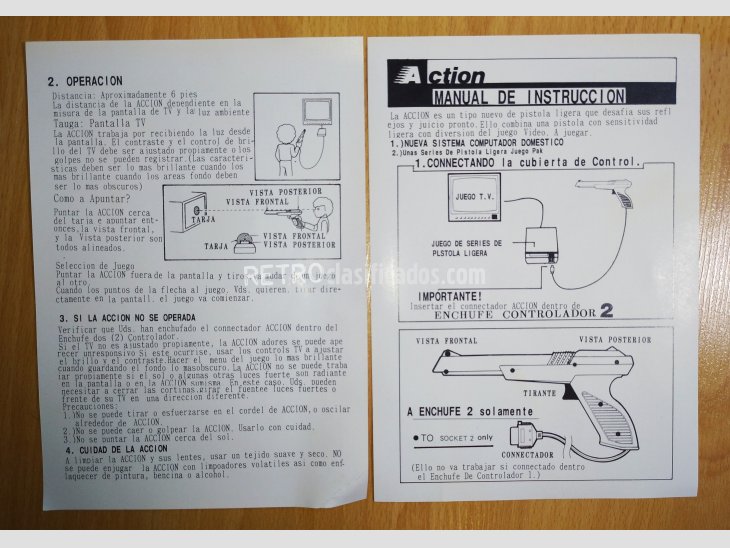 2. OPERACION
Distancia: Aproximadamente 6 pies
La distancia de la ACCION denendiente en la
misura de la pantalla de TV y la luz ambiente
Tauga: Pantalla TV
La ACCION trabaja por recibiendo la luz desde
la pantalla. El contraste y el control de bri-
llo del TV debe ser ajustado propiamente o los
golpes no se pueden registrar. (Las caracteri-
sticas deben ser lo mas brillante cuando los
mas brillante cuando los areas fondo deben
ser lo mas obscuros)
Como a Apuntar?
Puntar la ACCION cerca
del tarja e apuntar ent-
onces, la vista frontal,
y la Vista posterior son
todos alineados.
VISTA POSTERIOR
VISTA FRONTAL
TARJA
VISTA FRONTAL
TARJA
VISTA POSTERIOR
Seleccion de Juego
Puntar la ACCION fuera de la pantalla y tiros
juego
al otro.
Cuando los puntos de la flecha al juego. Vds. quieren. tirar dire-
ctamente en la pantall. el juego va comenzar.
3. SI LA ACCION NO SE OPERADA
Verificar que Uds. han enchufado el connectador ACCION dentro del
Enchufe dos (2) Controlador.
Si el TV no es ajustado propiamente, la ACCION adores se puede ape
recer unresponsivo Si este ocurrise, usar los controls TV a ajustar
el brillo y el contraste. Hacer el menu del juego lo mas brillante
cuando guardando el fondo lo masobscuro. La ACCION no se puede traba
jar propiamente si el sol o algunas otras luces fuerte son radiante
en la pantalla o en la ACCION sumisma. En este caso, Uds. pueden
necesitar a cerrar las cortinas, girar el fuentee luces fuertes o
frente de su TV en una direccion diferente.
Precauciones:
1.)No se puede tirar o esfuerzarse en el cordel de ACCION, o oscilar
alrededor de ACCION.
2.)No se puede caer o golpear la ACCION. Usarlo con cuidad.
3.)No se puntar la ACCION cerca del sol.
4. CUIDAD DE LA ACCION
A limpiar la ACCION y sus lentes, usar un tejido suave y seco. NO
se puede enjugar la ACCION con limpoadores volatiles asi como enf-
laquecer de pintura, bencina o alcohol.
Action
MANUAL DE INSTRUCCION
La ACCION es un tipo nuevo de pistola ligera que desafia sus refl
ejos y juicio pronto. Ello combina una pistola con sensitividad
ligera con diversion del juego Video. A jugar.
1.)NUEVA SISTEMA COMPUTADOR DOMESTICO
2.)Unas Series De Pistola Ligera Juego Pak
1.CONNECTANDO la cubierta de Control.
JUEGO T.V.
JUEGO DE SERIES DE
PLSTOLA LIGERA
IMPORTANTE!
Insertar el connectador ACCION dentro de
ENCHUFE CONTROLADOR 2
VISTA FRONTAL
VISTA POSTERIOR
TIRANTE
A ENCHUFE 2 solamente
● TO SOCKET 2 only
CONNECTADOR
(Ello no va trabajar si connectado dentro
el Enchufe De Controlador 1.)
RETROclasificados.com